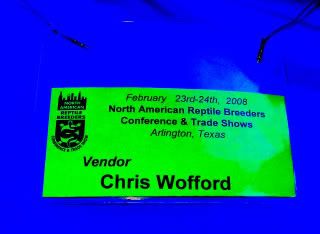 February 23rd-24th, 2008
North American Reptile Breeders
Conference & Trade Shows
Arlington, Texas
NORTH
AMERICAN
REPTILE
BREEDERS
Vendor
Chris Wofford